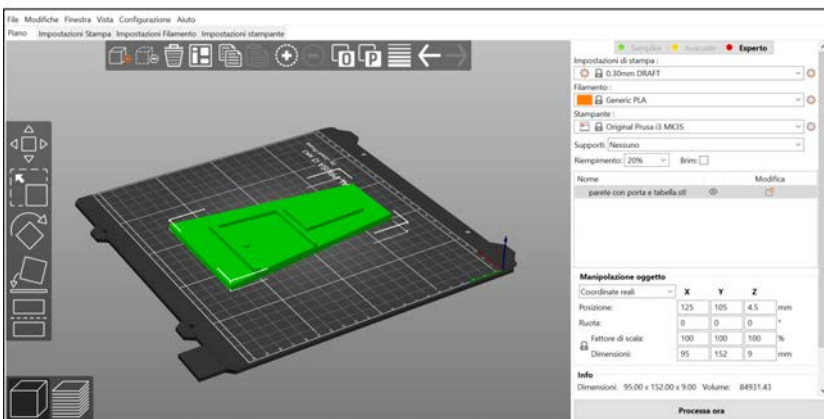 File Modifiche Finestra Vista Configurazione Aiuto
Piano Impostazioni Stampa Impostazioni Filamento Impostazioni stampante
Semplice Avanzate Esperto
Impostazioni di stampa :
0.30mm DRAFT
Filamento :
Generic PLA
Stampante :
Original Prusa i3 MK3S
Supporti: Nessuno
Riempimento: 20% Brim:
Nome Modifica
parete con porta e tabella.stl
Manipolazione oggetto
Coordinate reali X Y Z
Posizione: 125 105 4.5 mm
Ruota: 0 0 0 °
Fattore di scala: 100 100 100 %
Dimensioni: 95 152 9 mm
Info
Dimensioni: 95.00 x 152.00 x 9.00 Volume: 84931.43
Processa ora